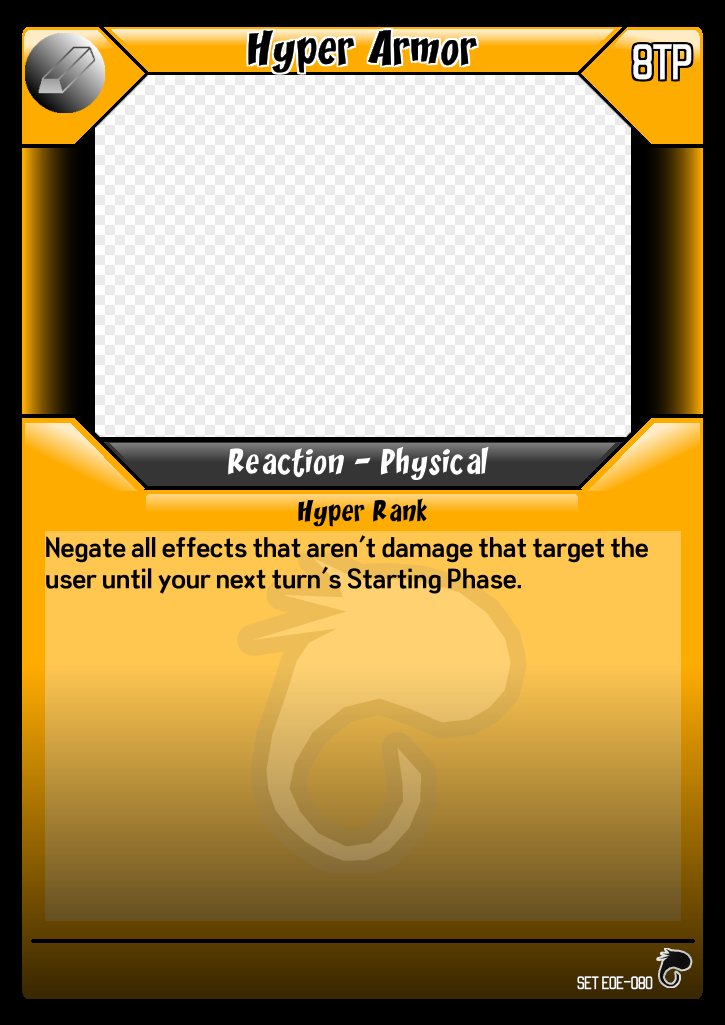 Hyper Armor
8TP
Reaction - Physical
Hyper Rank
Negate all effects that aren't damage that target the
user until your next turn's Starting Phase.
SET EOE-080